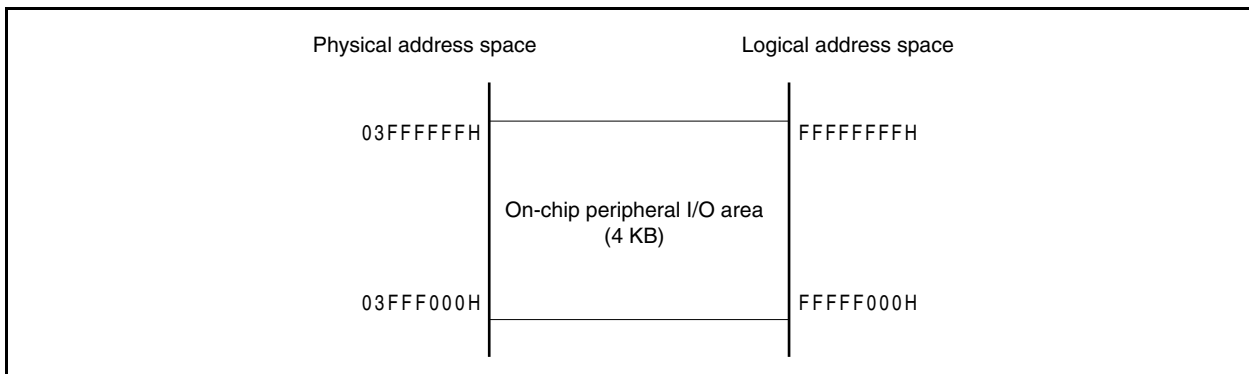 Physical address space
Logical address space
03FFFFFFH
FFFFFFFFH
On-chip peripheral I/O area
(4 KB)
03FFF000H
FFFFF000H